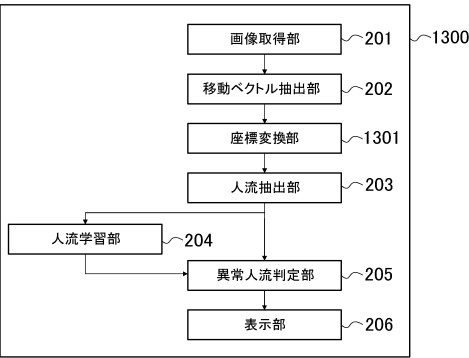 画像取得部 201
1300
移動ベクトル抽出部 202
座標変換部 1301
人流抽出部 203
人流学習部 204
異常人流判定部 205
表示部 206